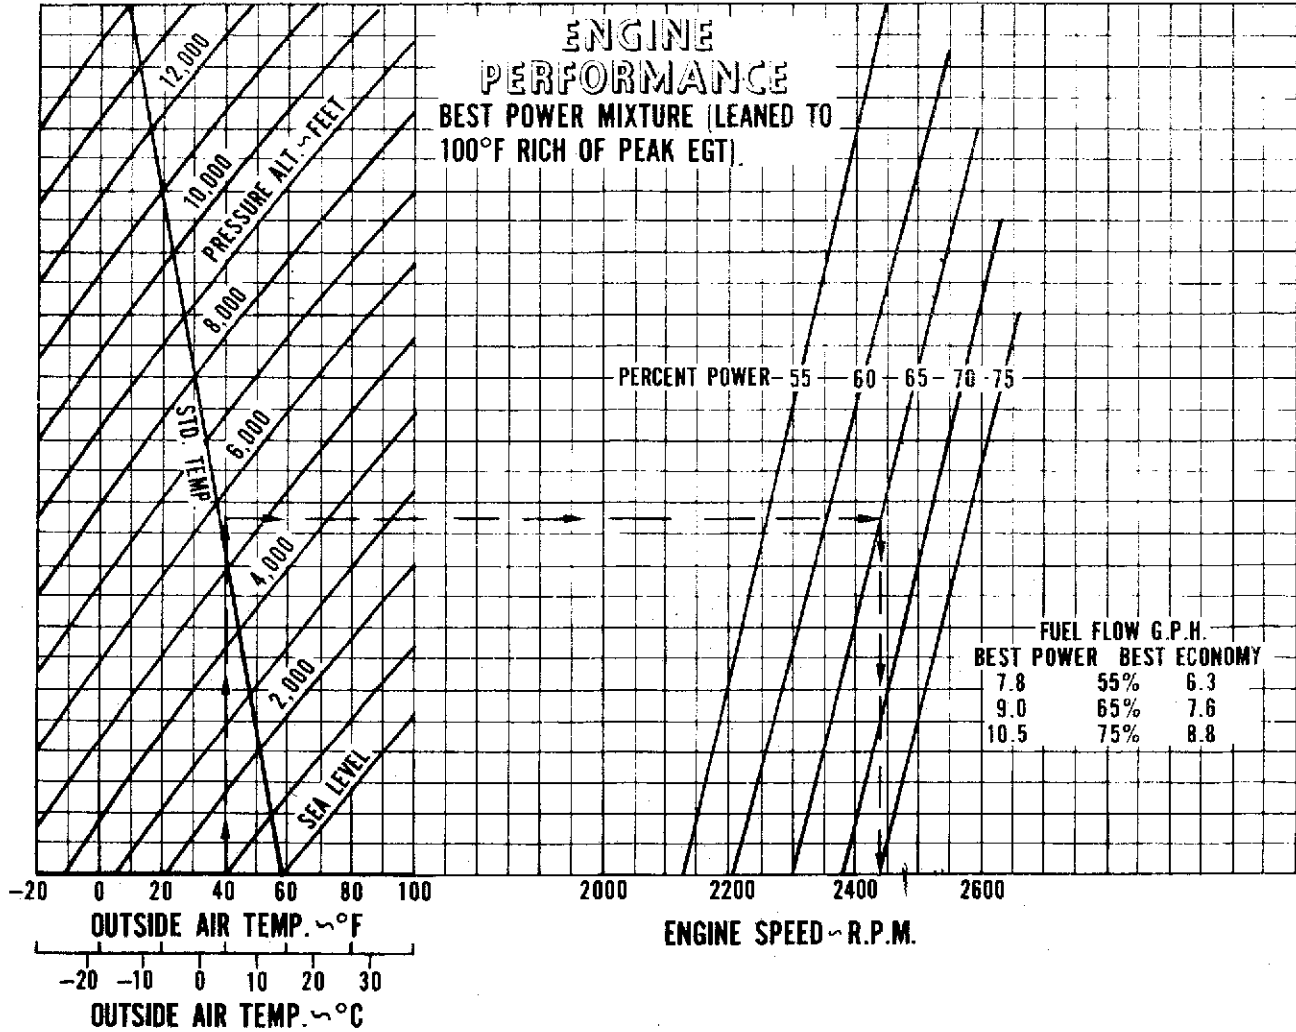 ENGINE
PERFORMANCE
BEST POWER MIXTURE (LEANED TO
100°F RICH OF PEAK EGT).
12,000
10,000
PRESSURE ALT. ~ FEET
8,000
6,000
STD. TEMP.
4,000
2,000
SEA LEVEL
PERCENT POWER 55 60 65 70 75
FUEL FLOW G.P.H.
BEST POWER BEST ECONOMY
7.8 55% 6.3
9.0 65% 7.6
10.5 75% 8.8
-20 0 20 40 60 80 100 2000 2200 2400 2600
OUTSIDE AIR TEMP. ~ °F
ENGINE SPEED ~ R.P.M.
-20 -10 0 10 20 30
OUTSIDE AIR TEMP. ~ °C